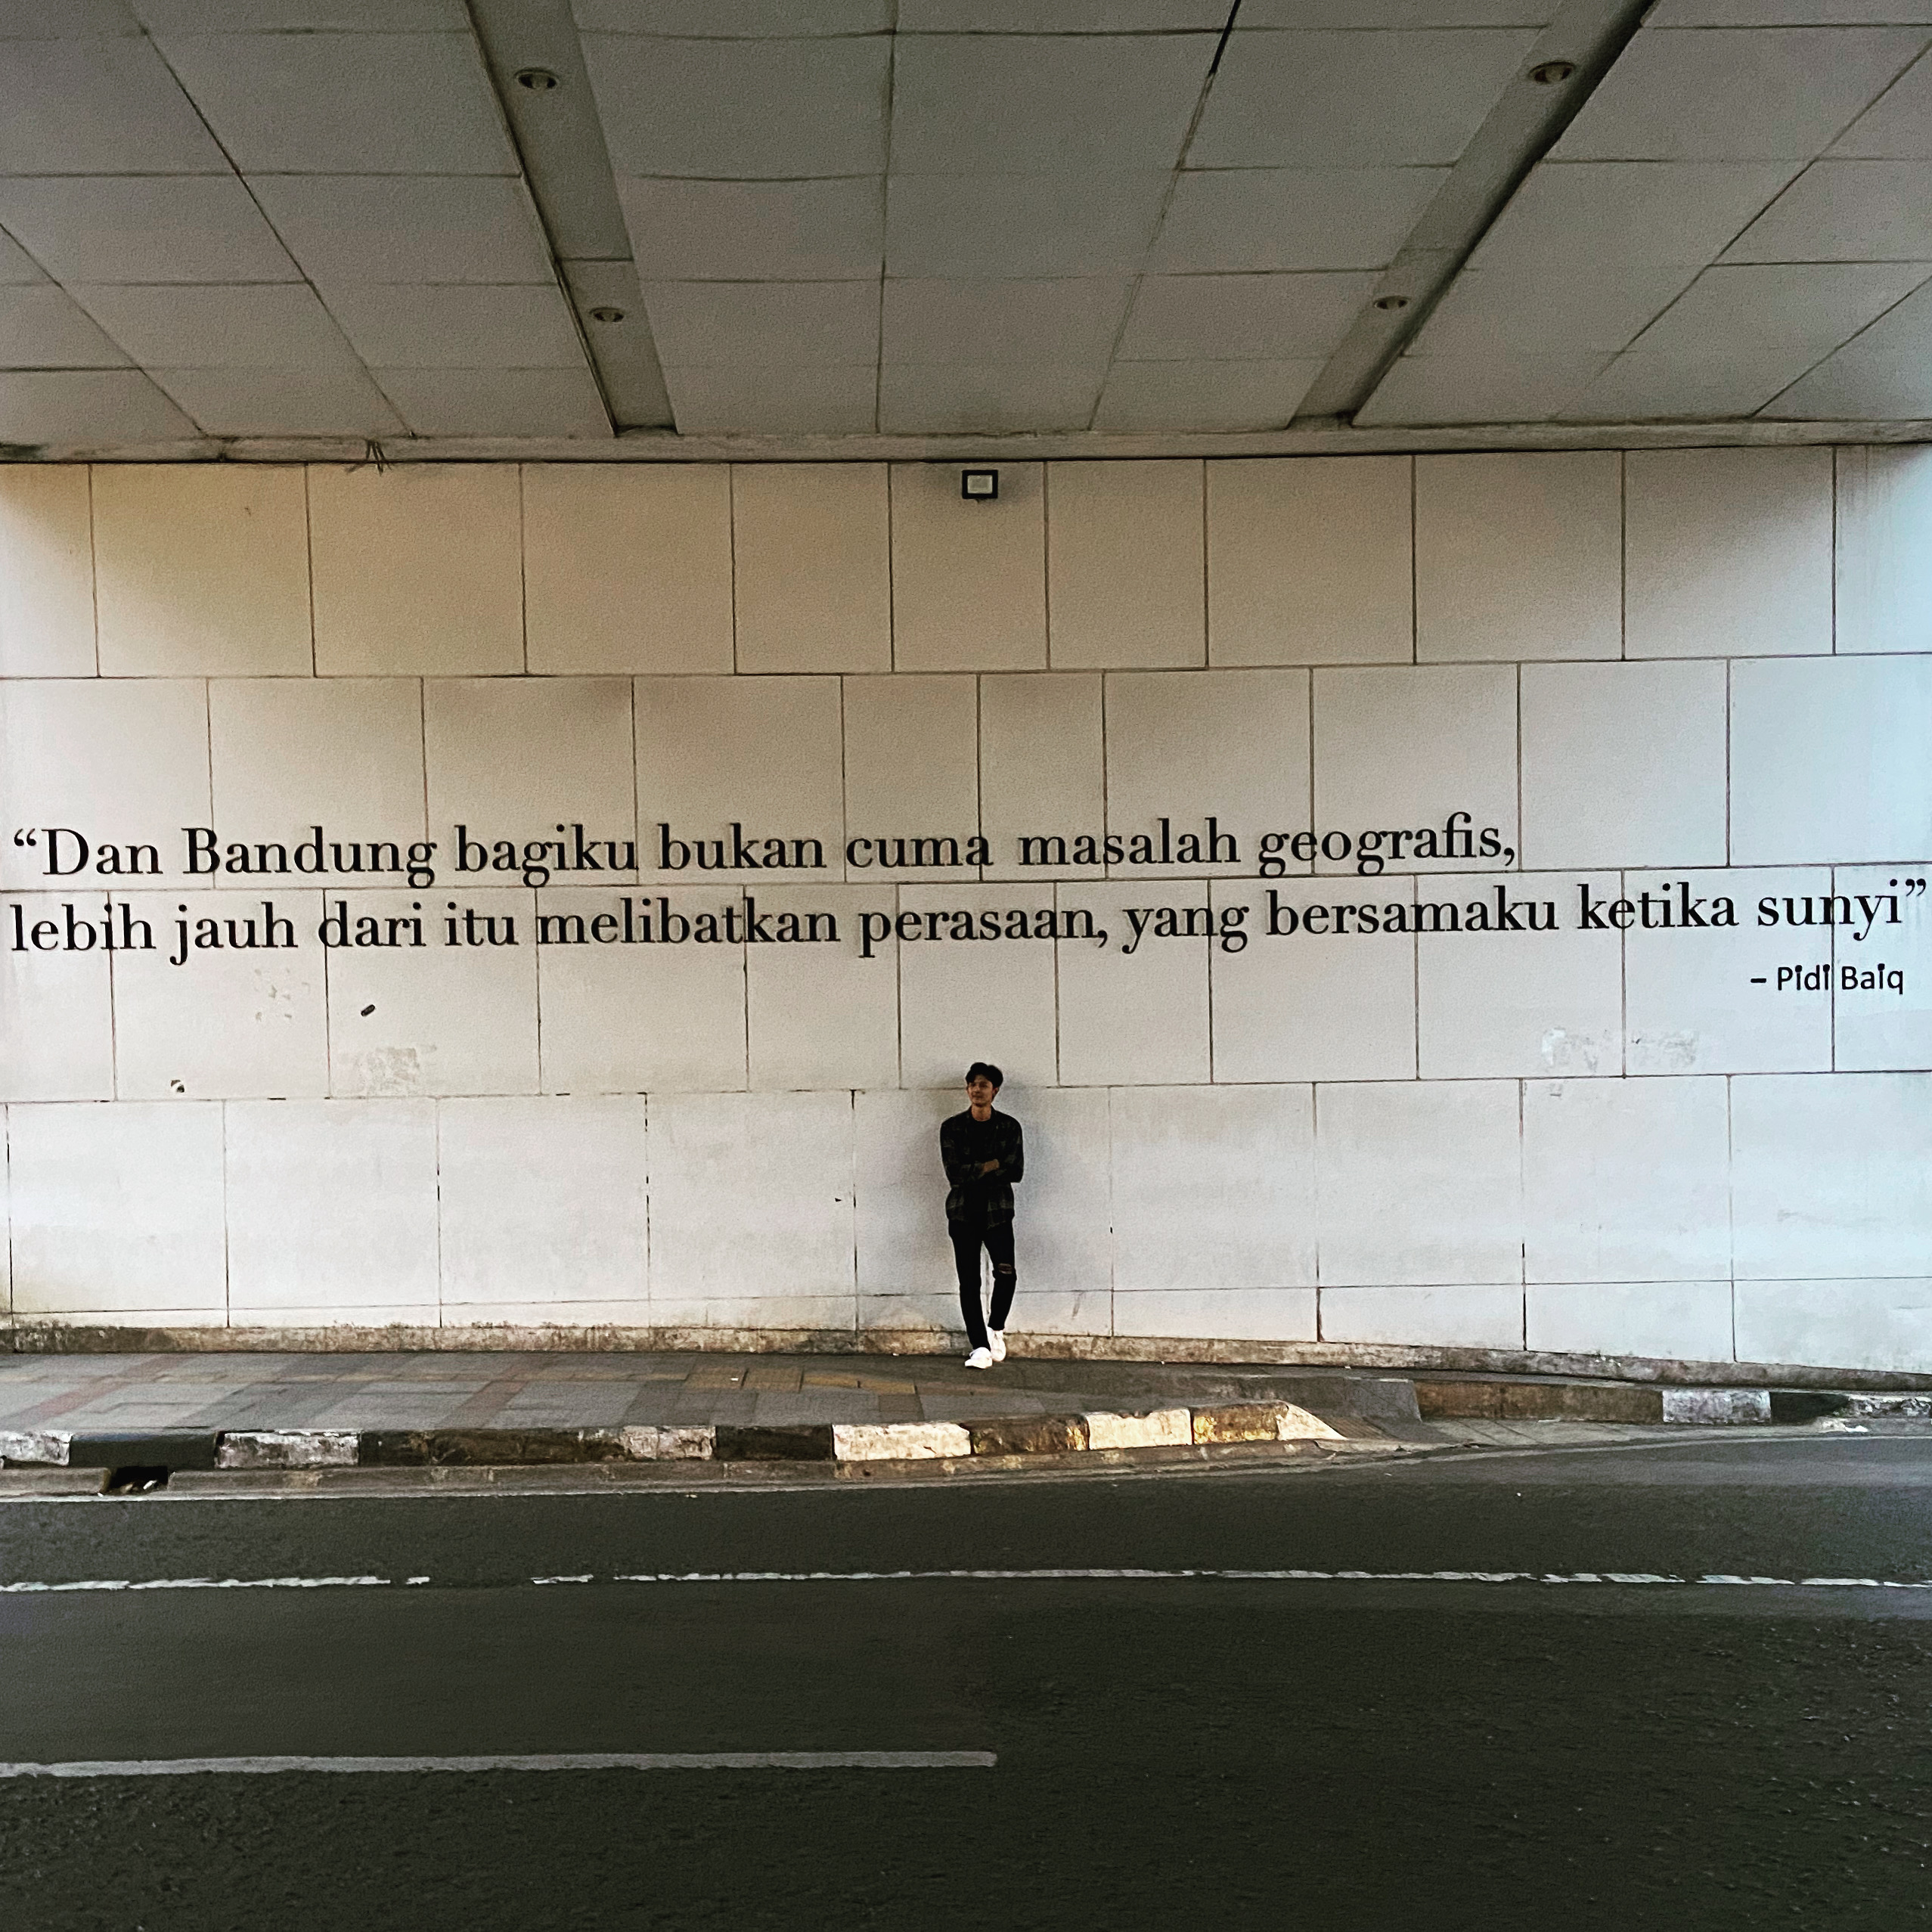 “Dan Bandung bagiku bukan cuma masalah geografis,
lebih jauh dari itu melibatkan perasaan, yang bersamaku ketika sunyi”
– Pidi Baiq